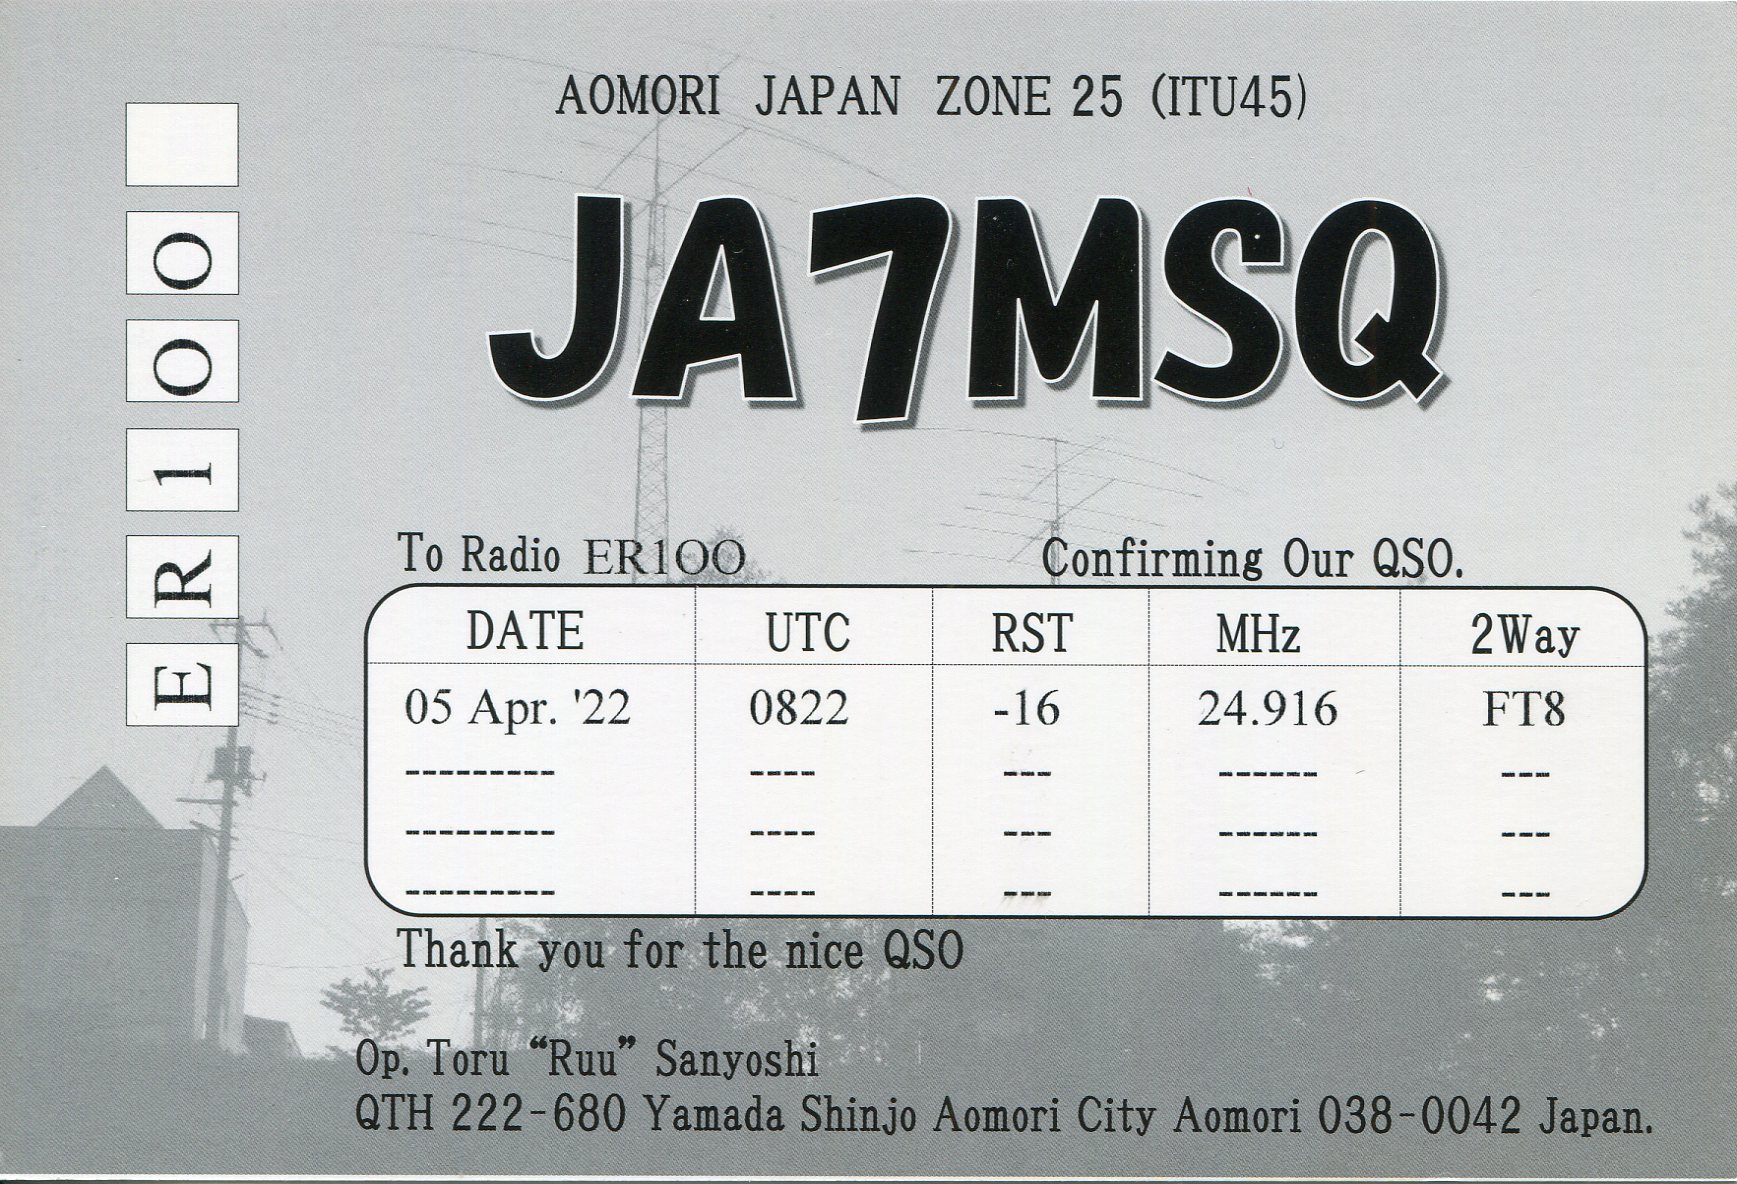 AOMORI JAPAN ZONE 25 (ITU45)
JA7MSQ
ER1OO
To Radio ER1OO Confirming Our QSO.
DATE UTC RST MHz 2Way
05 Apr. '22 0822 -16 24.916 FT8
--------- ---- --- ------ ---
--------- ---- --- ------ ---
--------- ---- --- ------ ---
Thank you for the nice QSO
Op. Toru “Ruu” Sanyoshi
QTH 222-680 Yamada Shinjo Aomori City Aomori 038-0042 Japan.